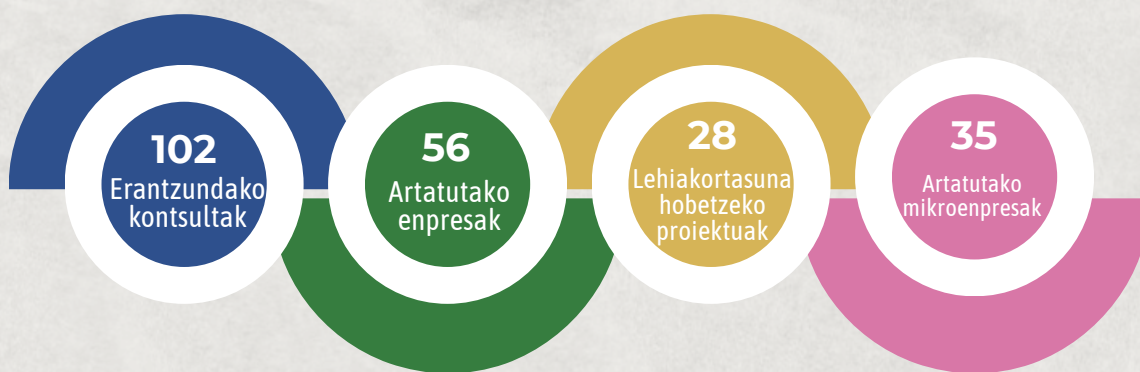 102
Erantzundako
kontsultak
56
Artatutako
enpresak
28
Lehiakortasuna
hobetzeko
proiektuak
35
Artatutako
mikroenpresak